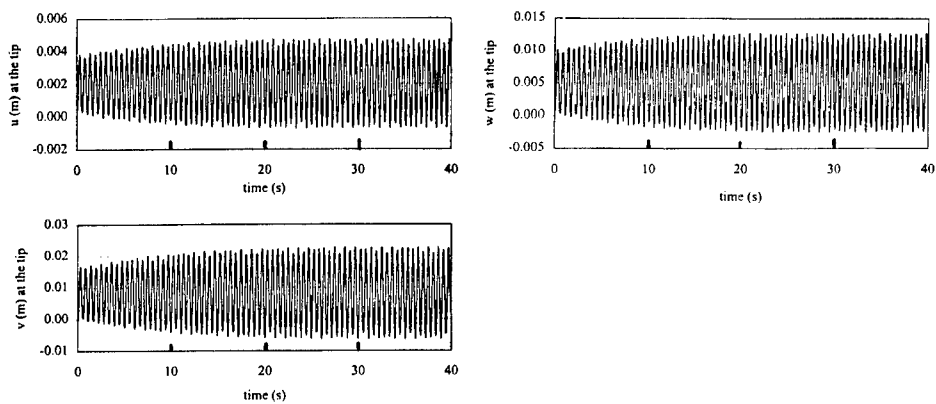 0.006
0.004
0.002
0.000
-0.002
u (m) at the tip
0 10 20 30 40
time (s)
0.015
0.010
0.005
0.000
-0.005
w (m) at the tip
0 10 20 30 40
time (s)
0.03
0.02
0.01
0.00
-0.01
v (m) at the tip
0 10 20 30 40
time (s)